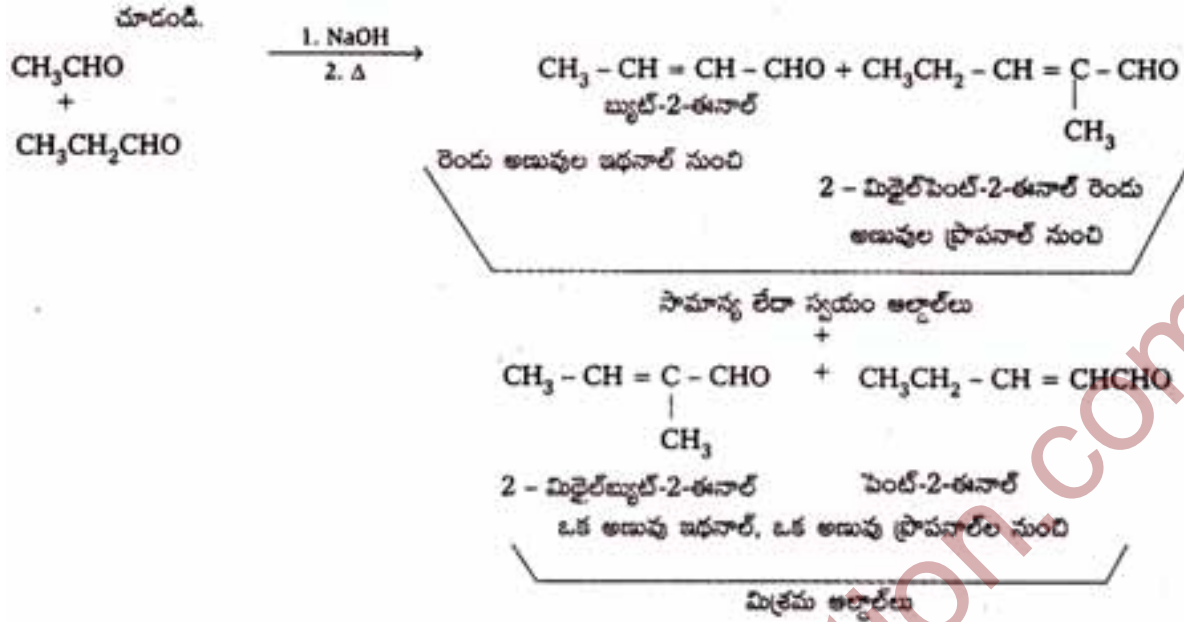 చూడండి.
CH₃CHO
+
CH₃CH₂CHO
1. NaOH
2. Δ
CH₃ – CH = CH – CHO + CH₃CH₂ – CH = C – CHO
|
CH₃
బ్యుట్-2-ఈనాల్
రెండు అణువుల ఇథనాల్ నుంచి
2 – మిథైల్‌పెంట్-2-ఈనాల్ రెండు
అణువుల ప్రొపనాల్ నుంచి
సామాన్య లేదా స్వయం ఆల్డాల్‌లు
+
CH₃ – CH = C – CHO + CH₃CH₂ – CH = CHCHO
|
CH₃
2 – మిథైల్‌బ్యుట్-2-ఈనాల్ పెంట్-2-ఈనాల్
ఒక అణువు ఇథనాల్, ఒక అణువు ప్రొపనాల్‌ల నుంచి
మిశ్రమ ఆల్డాల్‌లు
tion.com